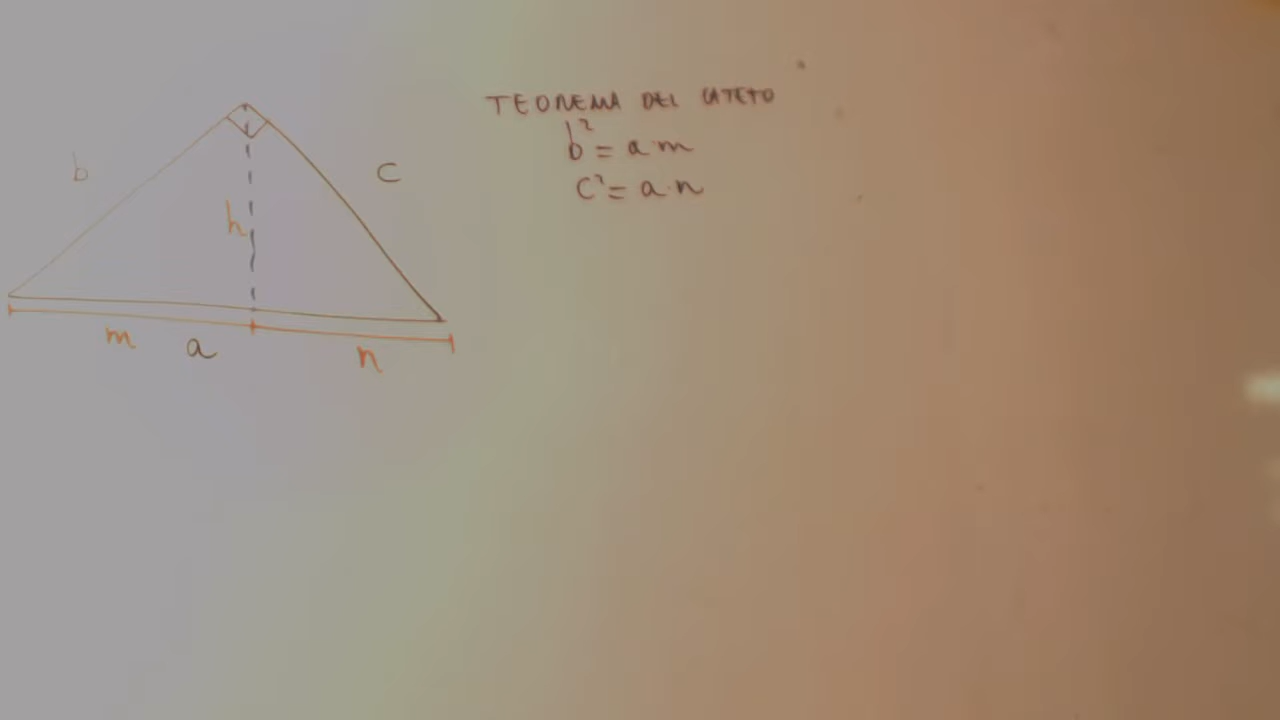 TEOREMA DEL CATETO
b² = a·m
c² = a·n
b
c
h
m
a
n